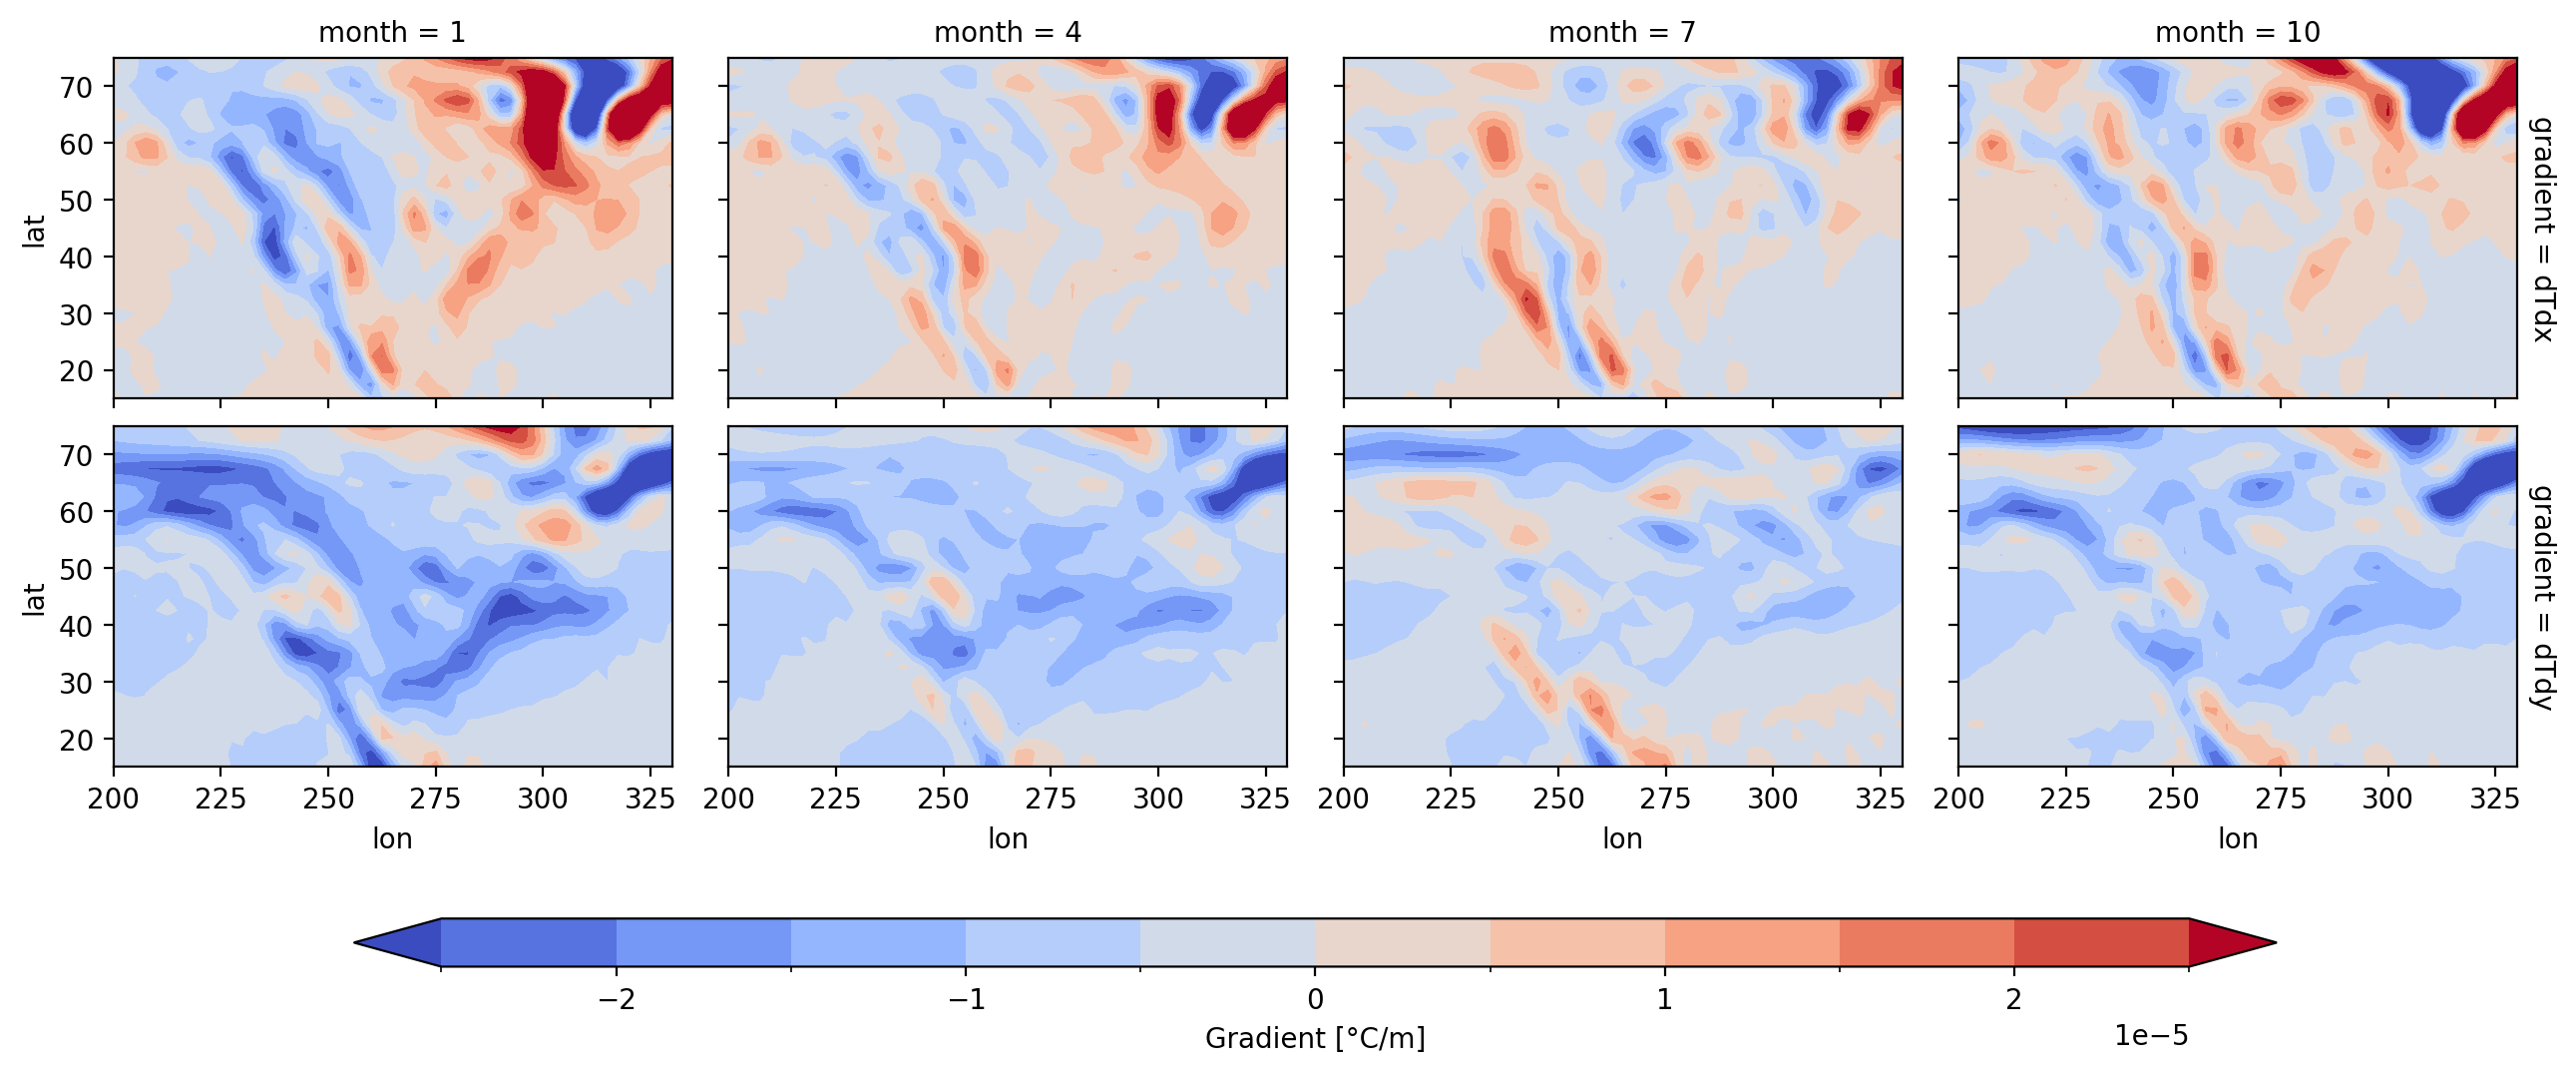 month = 1 month = 4 month = 7 month = 10
70
60
50
40
30
20
lat
gradient = dTdx
70
60
50
40
30
20
lat
gradient = dTdy
200 225 250 275 300 325 200 225 250 275 300 325 200 225 250 275 300 325 200 225 250 275 300 325
lon lon lon lon
−2 −1 0 1 2
Gradient [°C/m]
1e−5